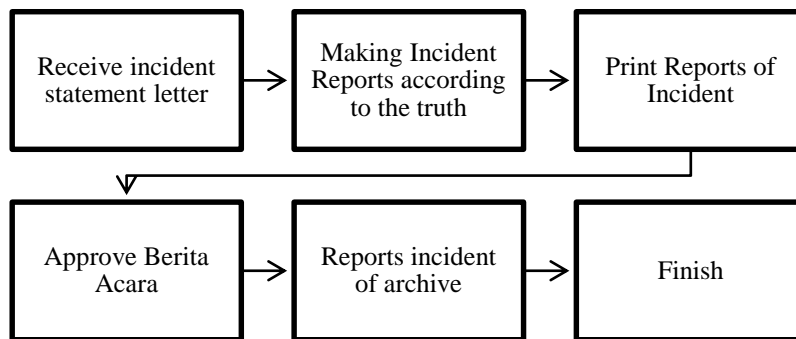 Receive incident
statement letter
Making Incident
Reports according
to the truth
Print Reports of
Incident
Approve Berita
Acara
Reports incident
of archive
Finish